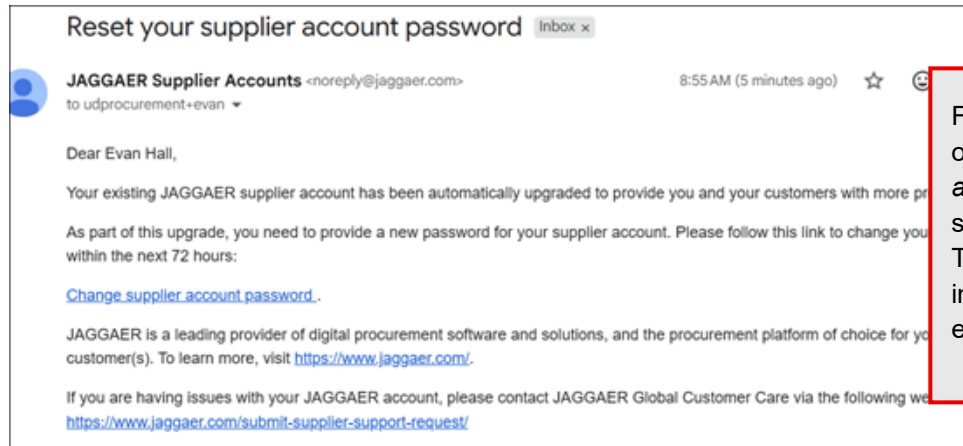 Reset your supplier account password Inbox x
JAGGAER Supplier Accounts <noreply@jaggaer.com> 8:55 AM (5 minutes ago)
to udprocurement+evan
Dear Evan Hall,
Your existing JAGGAER supplier account has been automatically upgraded to provide you and your customers with more
As part of this upgrade, you need to provide a new password for your supplier account. Please follow this link to change
within the next 72 hours:
Change supplier account password .
JAGGAER is a leading provider of digital procurement software and solutions, and the procurement platform of choice for
customer(s). To learn more, visit https://www.jaggaer.com/.
If you are having issues with your JAGGAER account, please contact JAGGAER Global Customer Care via the following
https://www.jaggaer.com/submit-supplier-support-request/